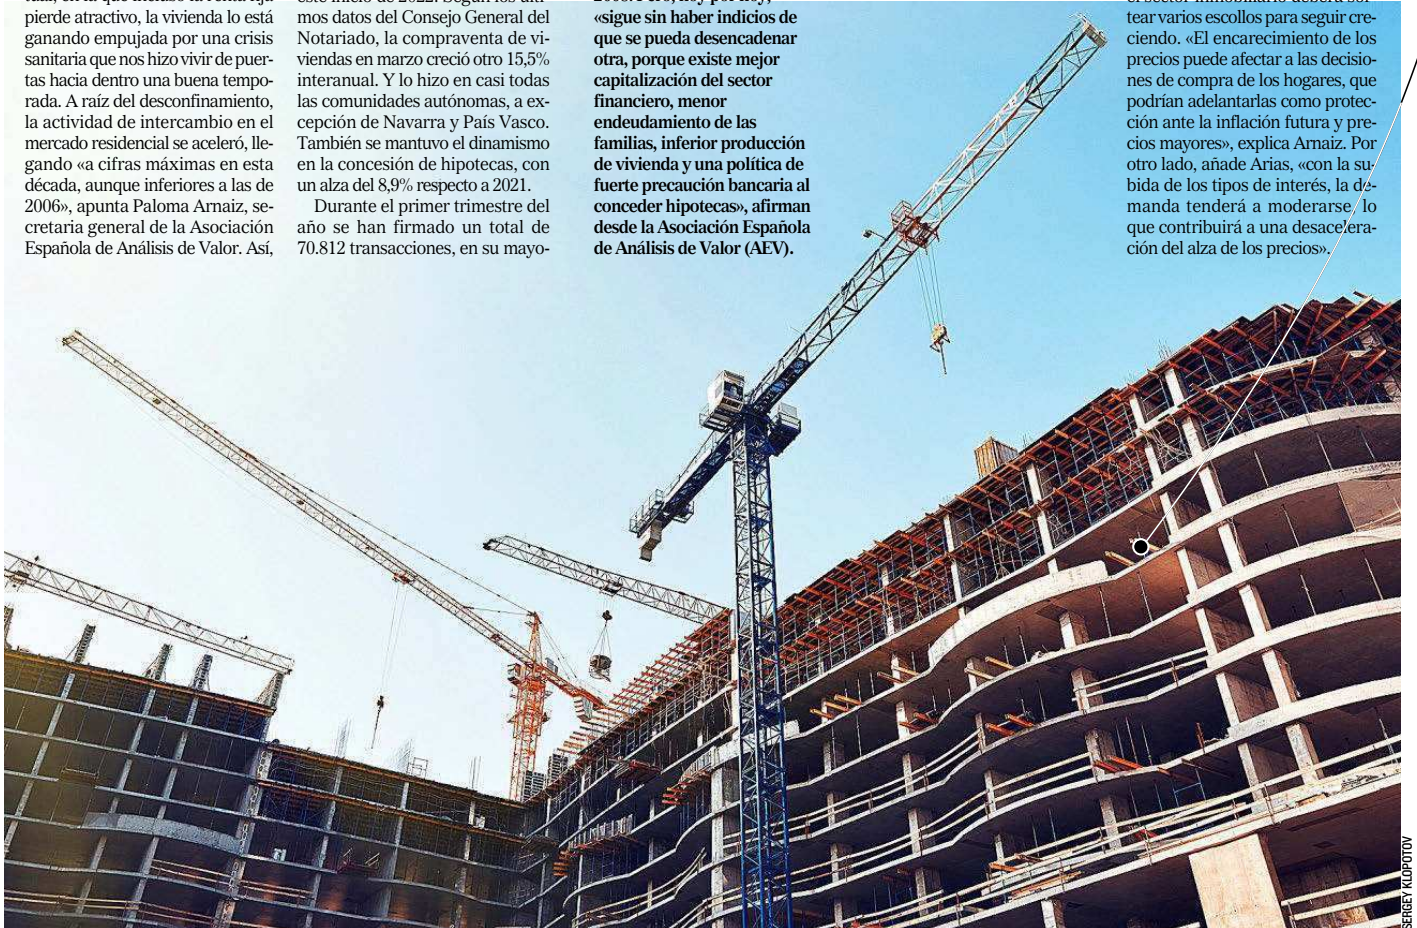 pierde atractivo, la vivienda lo está
ganando empujada por una crisis
sanitaria que nos hizo vivir de puer-
tas hacia dentro una buena tempo-
rada. A raíz del desconfinamiento,
la actividad de intercambio en el
mercado residencial se aceleró, lle-
gando «a cifras máximas en esta
década, aunque inferiores a las de
2006», apunta Paloma Arnaiz, se-
cretaria general de la Asociación
Española de Análisis de Valor. Así,
este inicio de 2022. Según los últi-
mos datos del Consejo General del
Notariado, la compraventa de vi-
viendas en marzo creció otro 15,5%
interanual. Y lo hizo en casi todas
las comunidades autónomas, a ex-
cepción de Navarra y País Vasco.
También se mantuvo el dinamismo
en la concesión de hipotecas, con
un alza del 8,9% respecto a 2021.
Durante el primer trimestre del
año se han firmado un total de
70.812 transacciones, en su mayo-
«sigue sin haber indicios de
que se pueda desencadenar
otra, porque existe mejor
capitalización del sector
financiero, menor
endeudamiento de las
familias, inferior producción
de vivienda y una política de
fuerte precaución bancaria al
conceder hipotecas», afirman
desde la Asociación Española
de Análisis de Valor (AEV).
el sector inmobiliario deberá sor-
tear varios escollos para seguir cre-
ciendo. «El encarecimiento de los
precios puede afectar a las decisio-
nes de compra de los hogares, que
podrían adelantarlas como protec-
ción ante la inflación futura y pre-
cios mayores», explica Arnaiz. Por
otro lado, añade Arias, «con la su-
bida de los tipos de interés, la de-
manda tenderá a moderarse, lo
que contribuirá a una desacelera-
ción del alza de los precios».
SERGEY KLOPOTOV